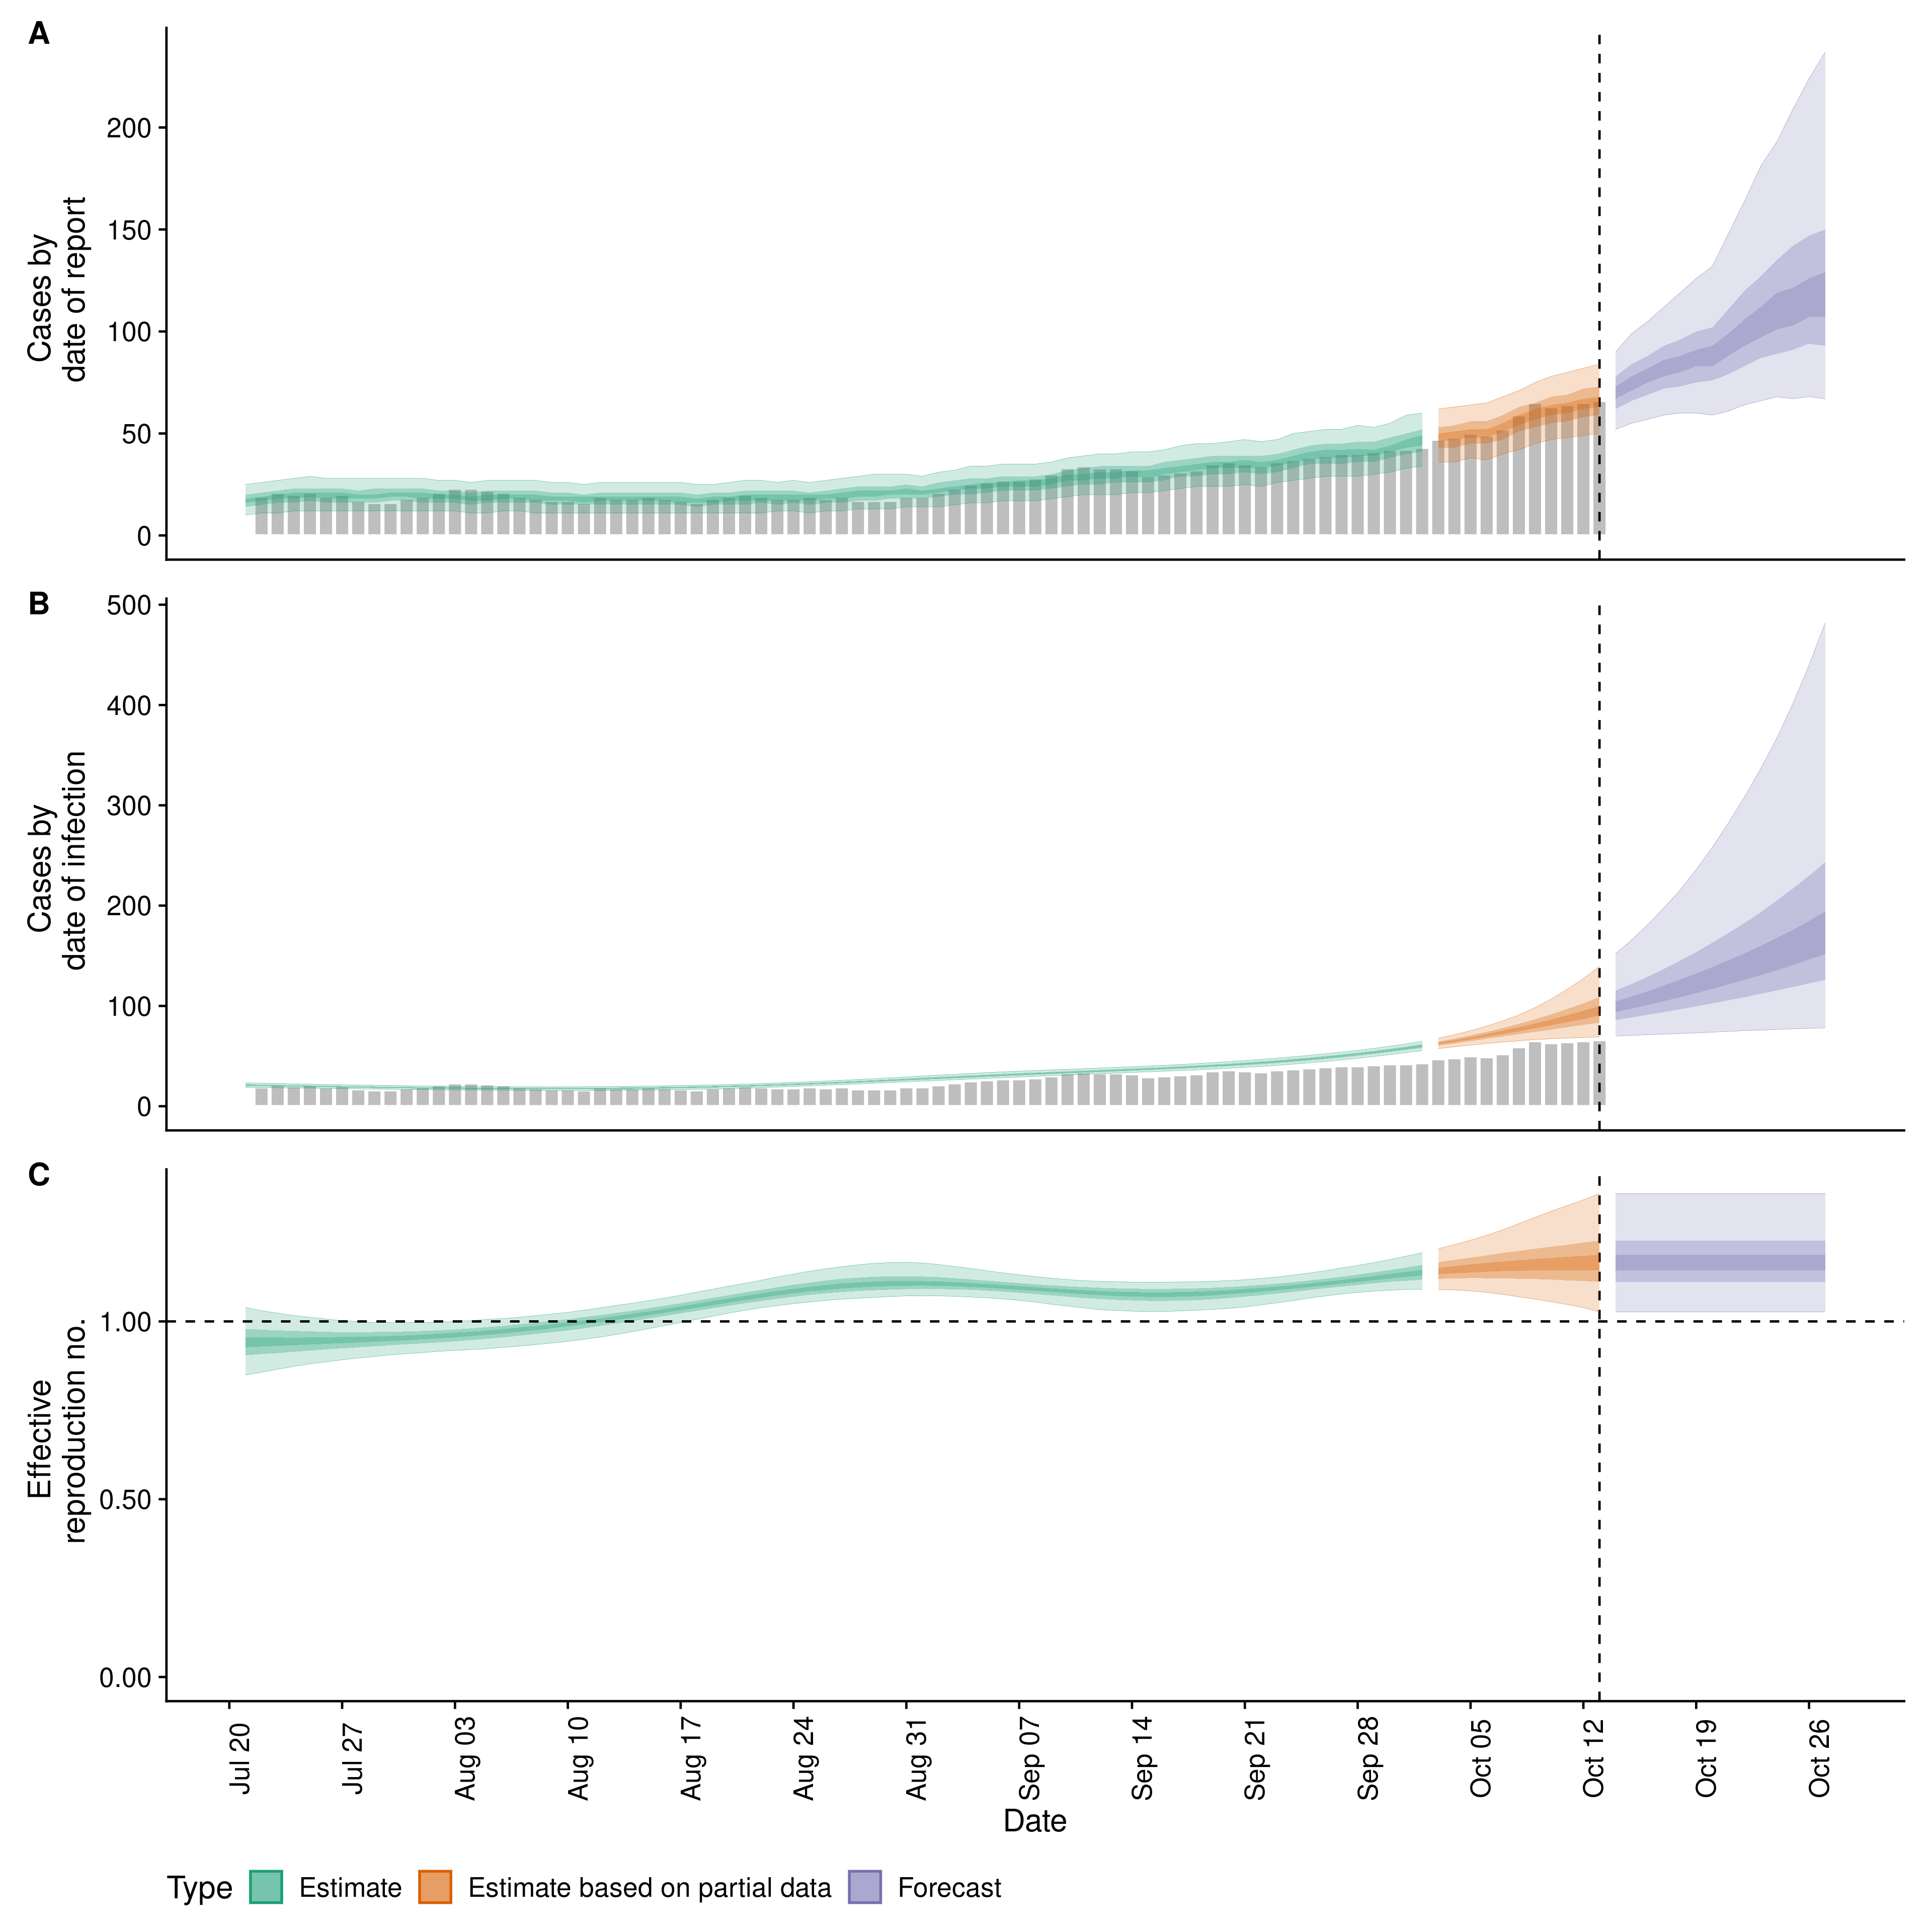 A
Cases by
date of report
200
150
100
50
0
B
Cases by
date of infection
500
400
300
200
100
0
C
Effective
reproduction no.
1.00
0.50
0.00
Jul 20
Jul 27
Aug 03
Aug 10
Aug 17
Aug 24
Aug 31
Sep 07
Sep 14
Sep 21
Sep 28
Oct 05
Oct 12
Oct 19
Oct 26
Date
Type Estimate Estimate based on partial data Forecast